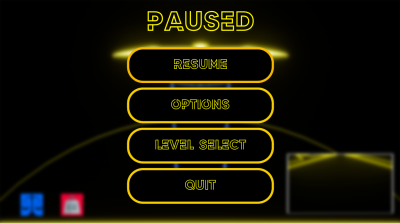 PAUSED
RESUME
OPTIONS
LEVEL SELECT
QUIT